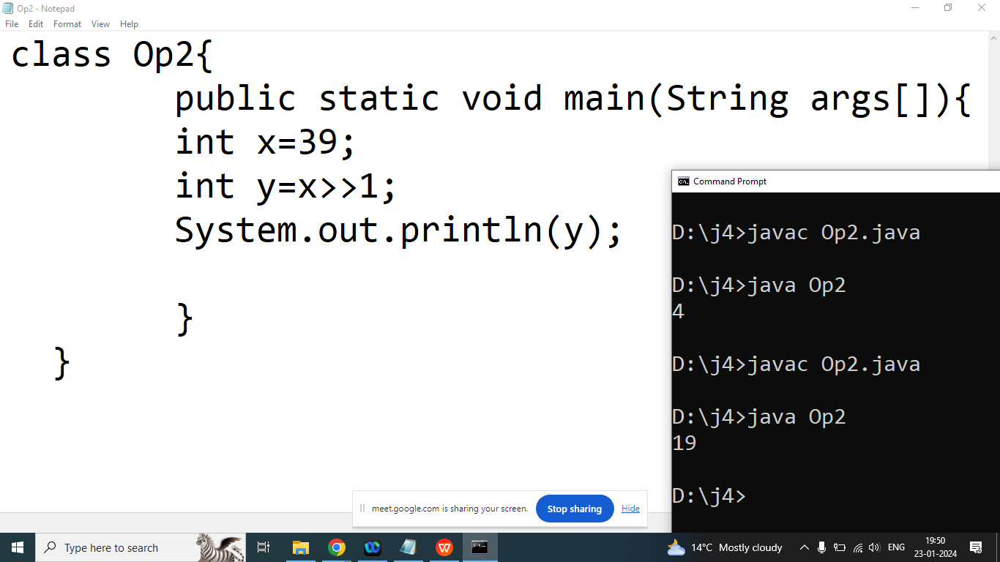 Op2 - Notepad
File Edit Format View Help
class Op2{
public static void main(String args[]){
int x=39;
int y=x>>1;
System.out.println(y);
}
}
Command Prompt
D:\j4>javac Op2.java
D:\j4>java Op2
4
D:\j4>javac Op2.java
D:\j4>java Op2
19
D:\j4>
meet.google.com is sharing your screen. Stop sharing Hide
Type here to search
14°C Mostly cloudy
ENG
19:50
23-01-2024